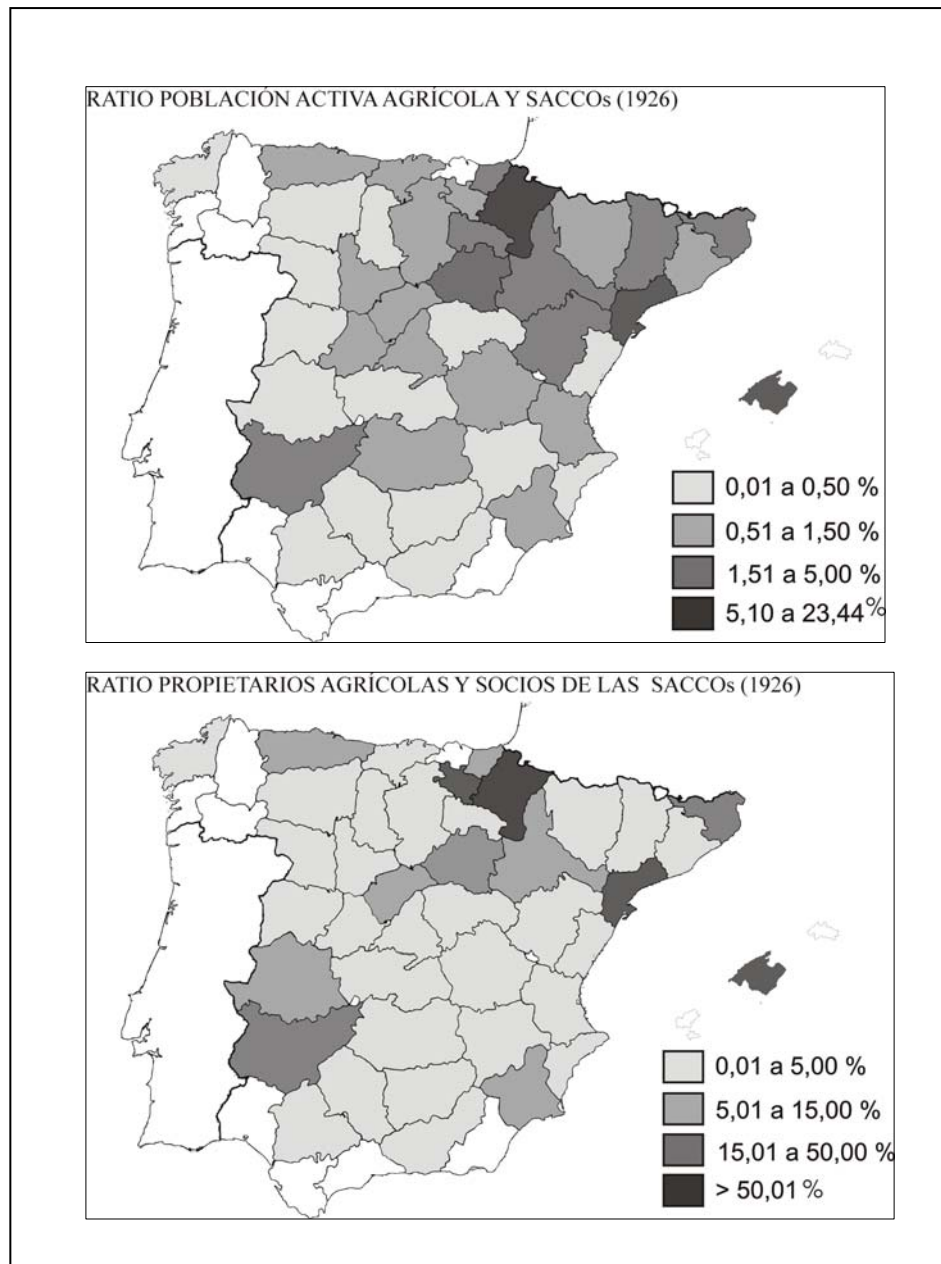 RATIO POBLACIÓN ACTIVA AGRÍCOLA Y SACCOs (1926)
0,01 a 0,50 %
0,51 a 1,50 %
1,51 a 5,00 %
5,10 a 23,44%
RATIO PROPIETARIOS AGRÍCOLAS Y SOCIOS DE LAS SACCOs (1926)
0,01 a 5,00 %
5,01 a 15,00 %
15,01 a 50,00 %
> 50,01 %